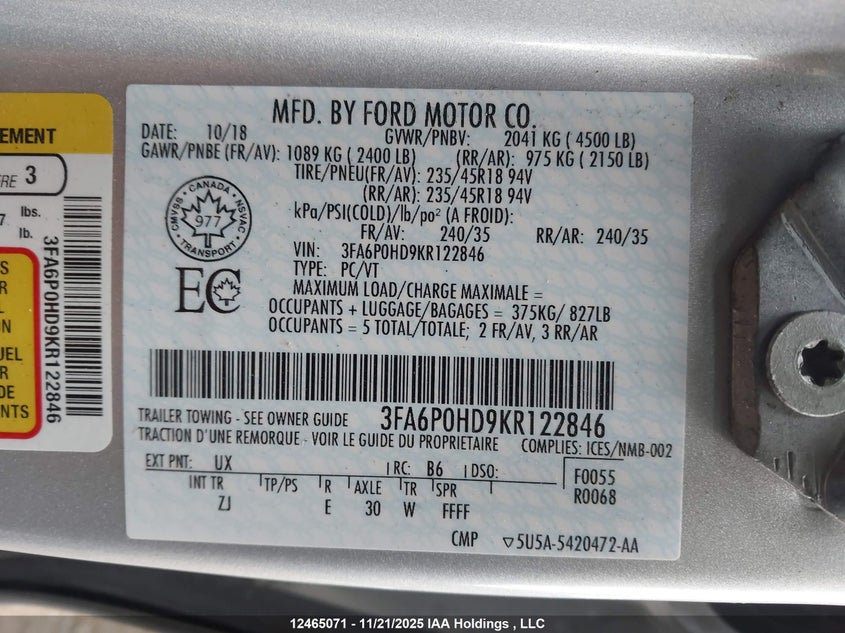 EMENT
ERE 3
7 lbs.
lb.
S
R
L
ON
UEL
R
DE
NTS
3FA6P0HD9KR122846
MFD. BY FORD MOTOR CO.
DATE: 10/18 GVWR/PNBV: 2041 KG ( 4500 LB)
GAWR/PNBE (FR/AV): 1089 KG ( 2400 LB) (RR/AR): 975 KG ( 2150 LB)
TIRE/PNEU(FR/AV): 235/45R18 94V
(RR/AR): 235/45R18 94V
kPa/PSI(COLD)/lb/po² (A FROID):
FR/AV: 240/35 RR/AR: 240/35
CMVSS · CANADA · NSVAC · TRANSPORT ·
977
VIN: 3FA6P0HD9KR122846
TYPE: PC/VT
EC
MAXIMUM LOAD/CHARGE MAXIMALE =
OCCUPANTS + LUGGAGE/BAGAGES = 375KG/ 827LB
OCCUPANTS = 5 TOTAL/TOTALE; 2 FR/AV, 3 RR/AR
TRAILER TOWING - SEE OWNER GUIDE 3FA6P0HD9KR122846
TRACTION D'UNE REMORQUE - VOIR LE GUIDE DU PROPRIETAIRE COMPLIES: ICES/NMB-002
EXT PNT: UX RC: B6 DSO: F0055
INT TR TP/PS R AXLE TR SPR R0068
ZJ E 30 W FFFF
CMP ▽5U5A-5420472-AA
12465071 - 11/21/2025 IAA Holdings , LLC